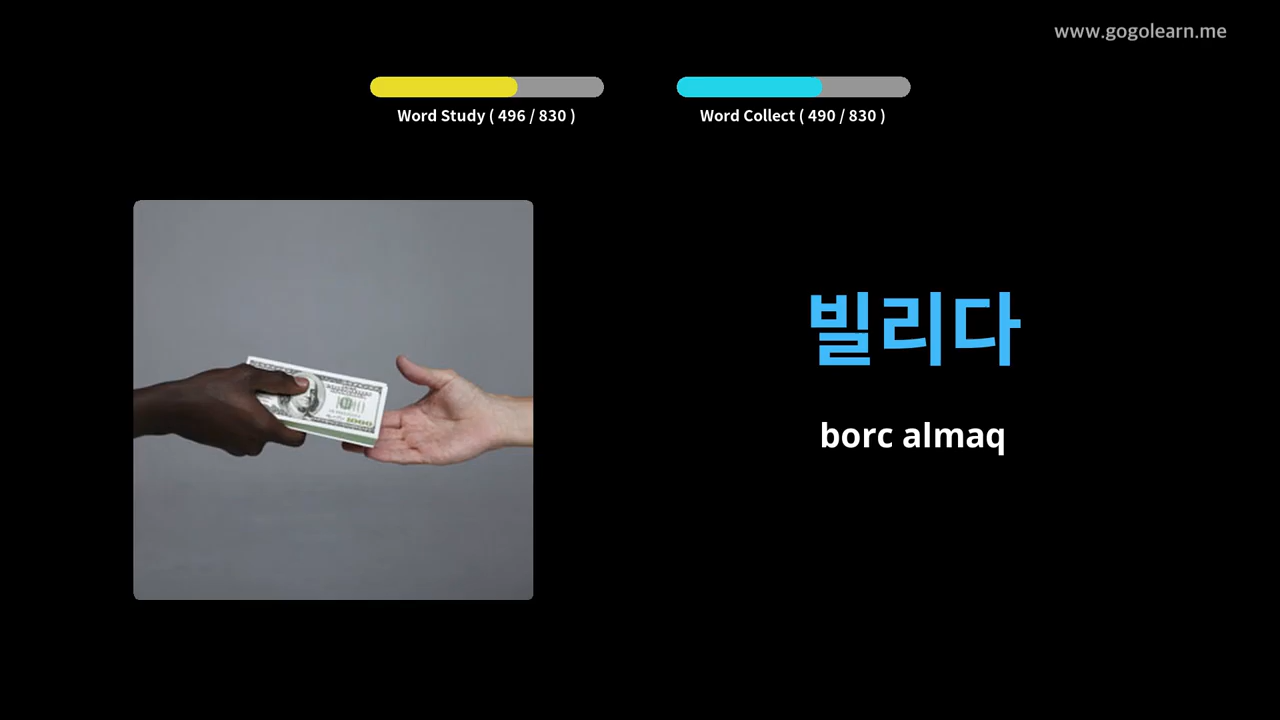 www.gogolearn.me
Word Study ( 496 / 830 )
Word Collect ( 490 / 830 )
빌리다
borc almaq